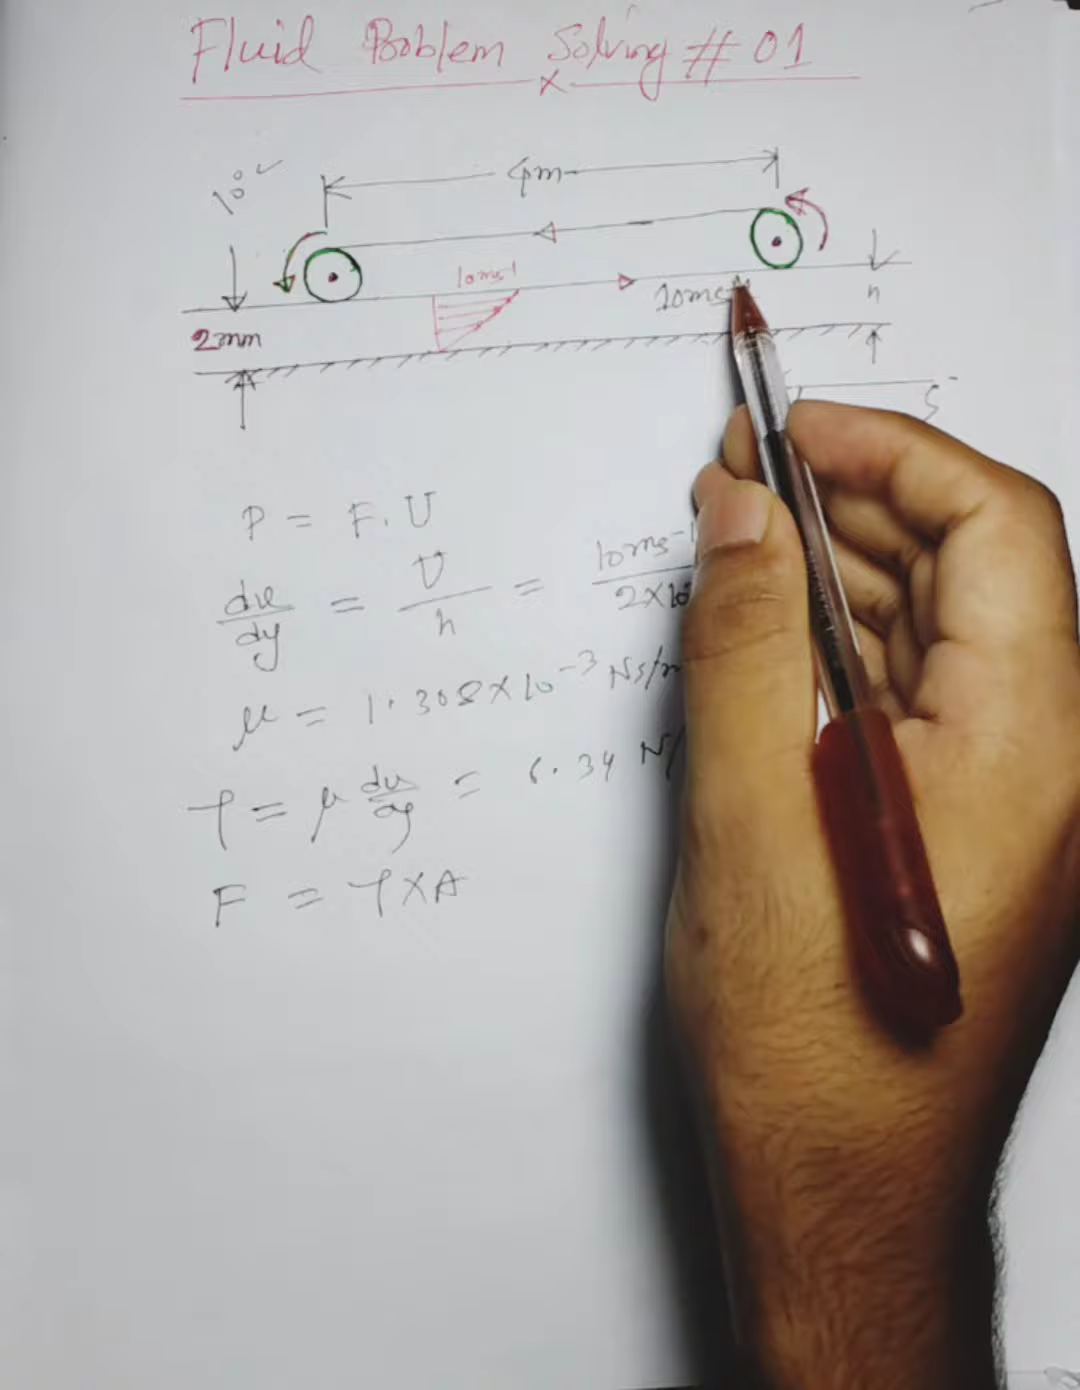 Fluid Problem Solving # 01
4m
10°C
10ms-1
10ms
h
2mm
5
P = F. U
du/dy = U/h = 10ms-1/2×10
μ = 1.308×10-3 Ns/m
τ = μ du/dy = 6.34 N/
F = τ×A